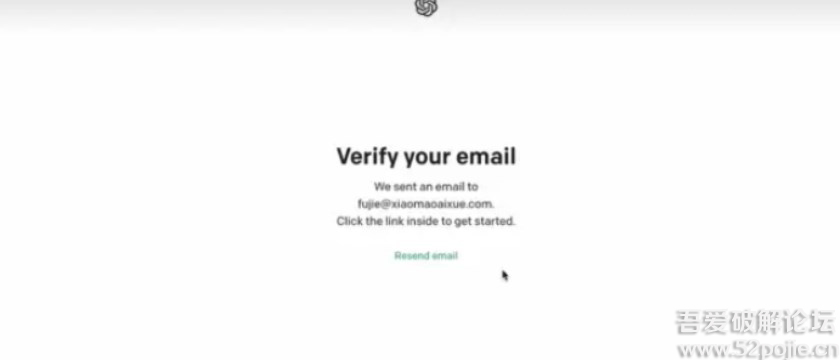 Verify your email
We sent an email to
fujie@xiaomaoaixue.com.
Click the link inside to get started.
Resend email
吾爱破解论坛
www.52pojie.cn